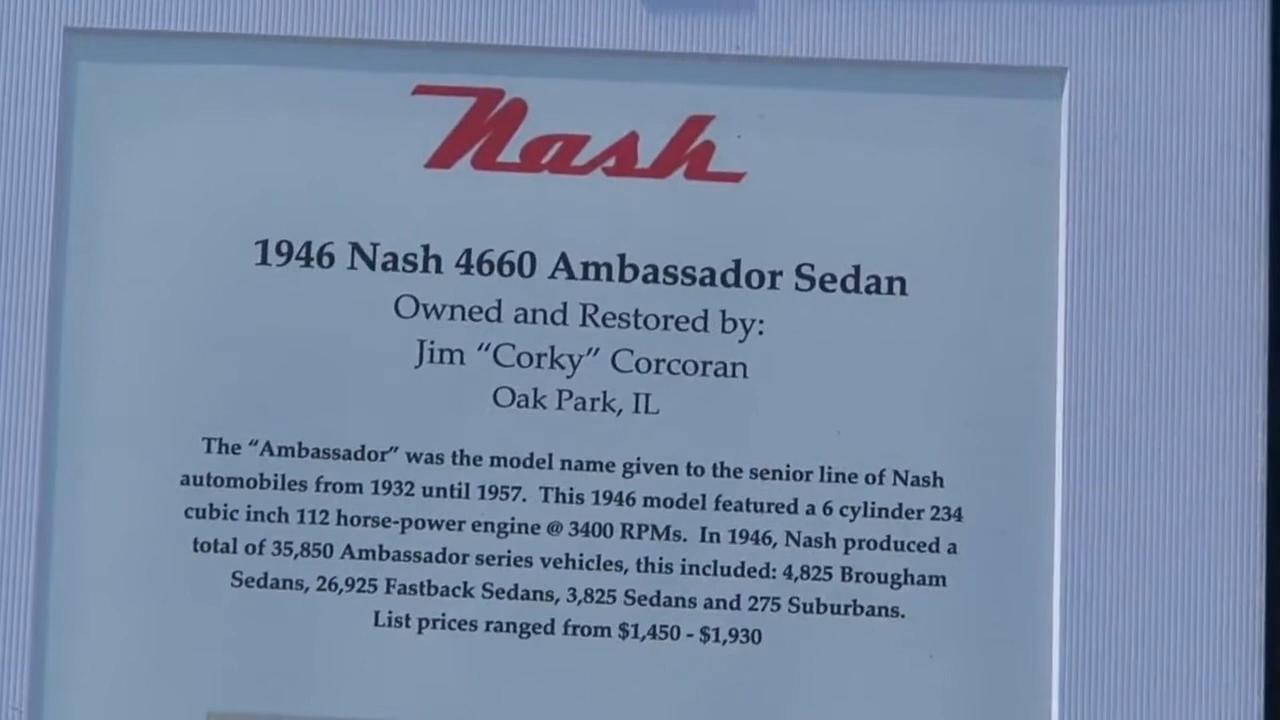 Nash
1946 Nash 4660 Ambassador Sedan
Owned and Restored by:
Jim “Corky” Corcoran
Oak Park, IL
The “Ambassador” was the model name given to the senior line of Nash
automobiles from 1932 until 1957. This 1946 model featured a 6 cylinder 234
cubic inch 112 horse-power engine @ 3400 RPMs. In 1946, Nash produced a
total of 35,850 Ambassador series vehicles, this included: 4,825 Brougham
Sedans, 26,925 Fastback Sedans, 3,825 Sedans and 275 Suburbans.
List prices ranged from $1,450 - $1,930